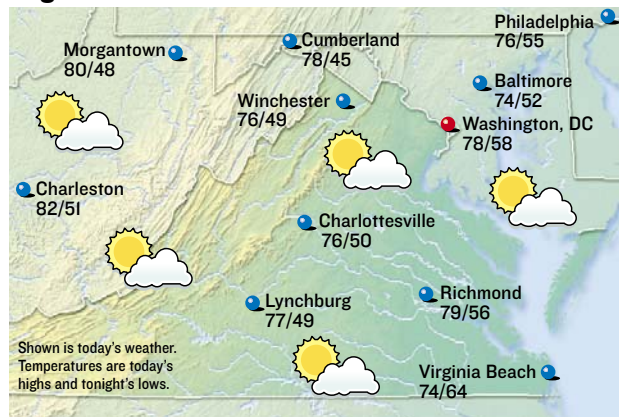 Philadelphia
76/55
Morgantown
80/48
Cumberland
78/45
Baltimore
74/52
Winchester
76/49
Washington, DC
78/58
Charleston
82/51
Charlottesville
76/50
Lynchburg
77/49
Richmond
79/56
Shown is today's weather.
Temperatures are today's
highs and tonight's lows.
Virginia Beach
74/64